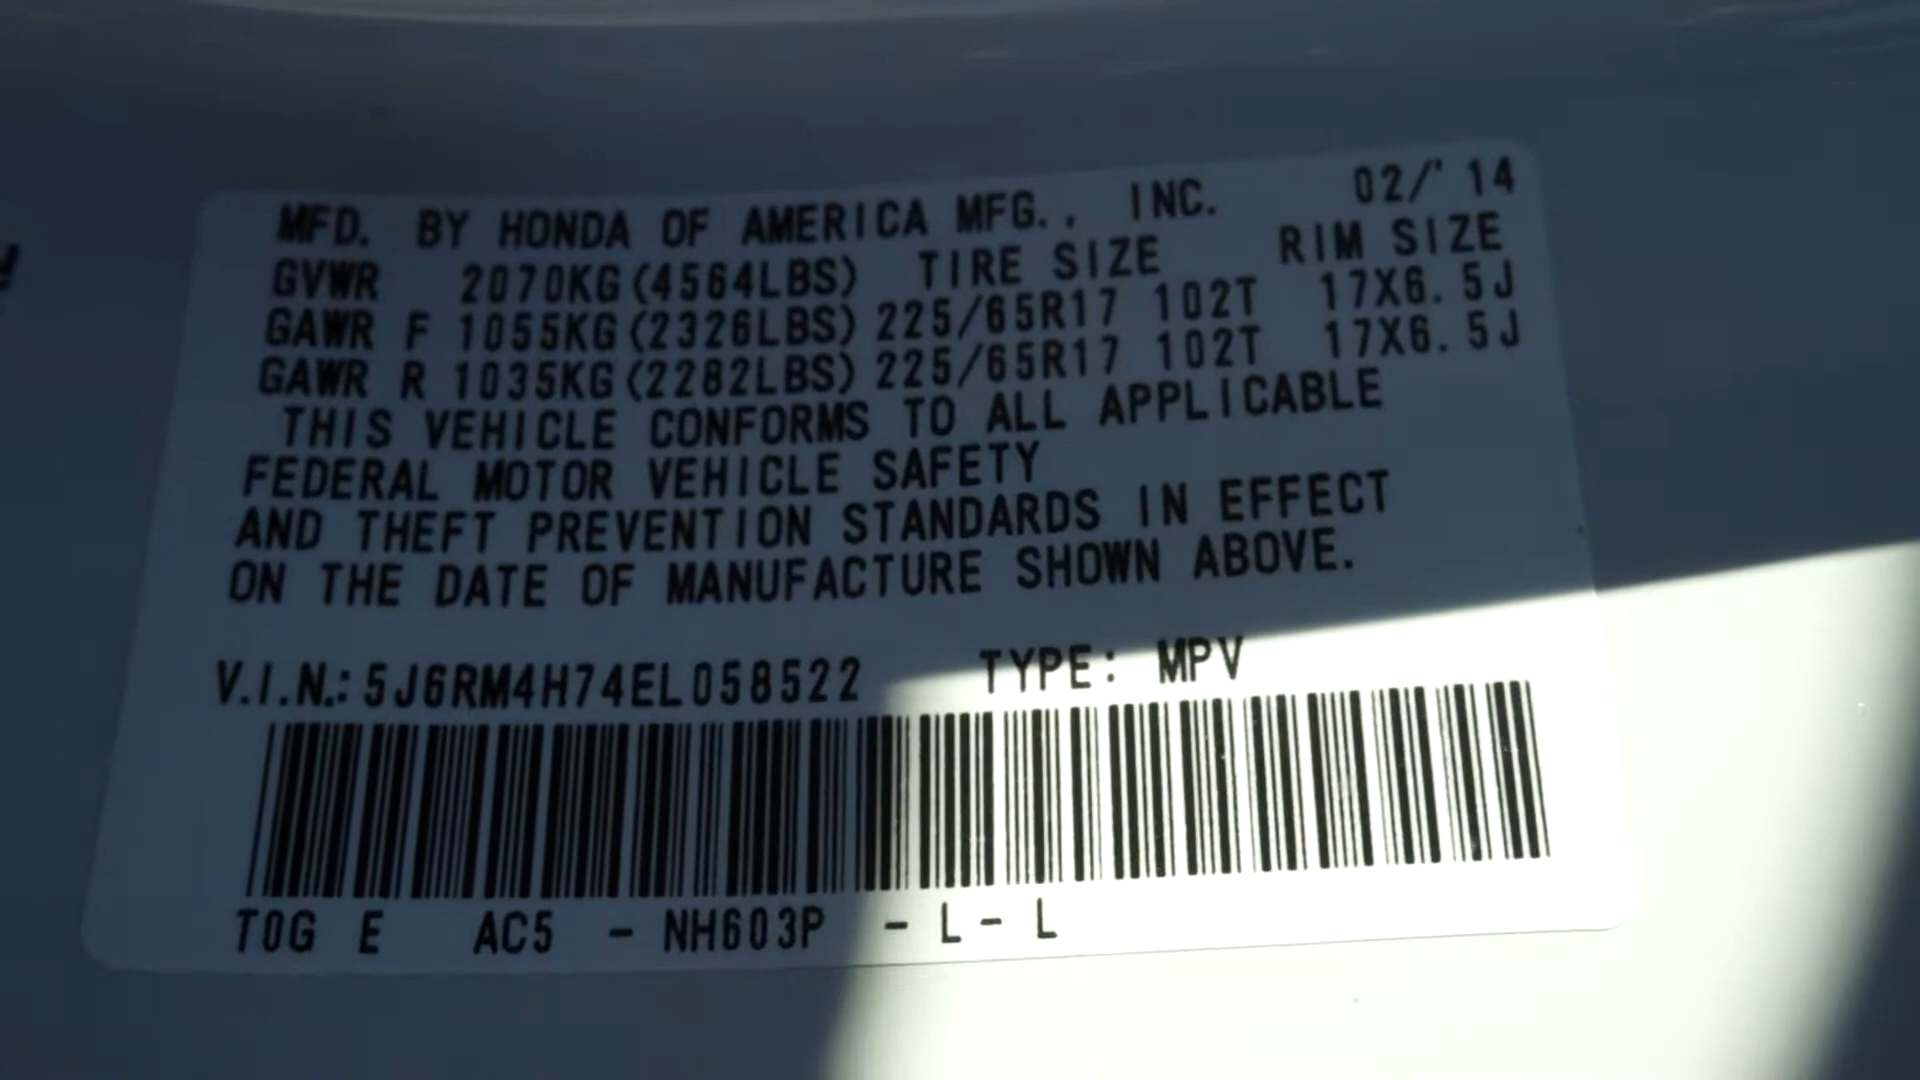 MFD. BY HONDA OF AMERICA MFG., INC. 02/'14
GVWR 2070KG(4564LBS) TIRE SIZE RIM SIZE
GAWR F 1055KG(2326LBS) 225/65R17 102T 17X6.5J
GAWR R 1035KG(2282LBS) 225/65R17 102T 17X6.5J
THIS VEHICLE CONFORMS TO ALL APPLICABLE
FEDERAL MOTOR VEHICLE SAFETY
AND THEFT PREVENTION STANDARDS IN EFFECT
ON THE DATE OF MANUFACTURE SHOWN ABOVE.
V.I.N.: 5J6RM4H74EL058522 TYPE: MPV
T0G E AC5 - NH603P - L - L